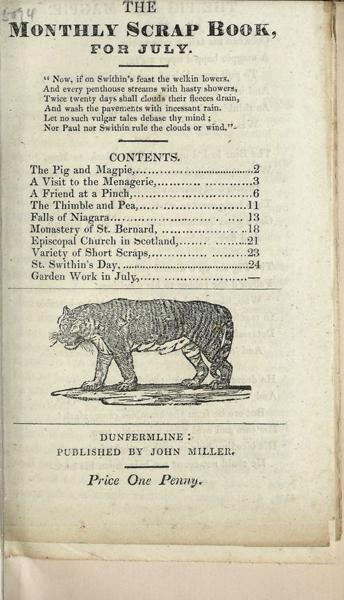 5394
THE
MONTHLY SCRAP BOOK,
FOR JULY.
" Now, if on Swithin's feast the welkin lowers.
And every penthouse streams with hasty showers,
Twice twenty days shall clouds their fleeces drain,
And wash the pavements with incessant rain.
Let no such vulgar tales debase thy mind;
Nor Paul nor Swithin rule the clouds or wind."
CONTENTS.
The Pig and Magpie,..............................2
A Visit to the Menagerie,..........................3
A Friend at a Pinch,..............................6
The Thimble and Pea,............................11
Falls of Niagara..............................13
Monastery of St. Bernard, ......................18
Episcopal Church in Scotland,....................21
Variety of Short Scraps,..........................23
St. Swithin's Day,..............................24
Garden Work in July,..............................—
DUNFERMLINE:
PUBLISHED BY JOHN MILLER.
Price One Penny.